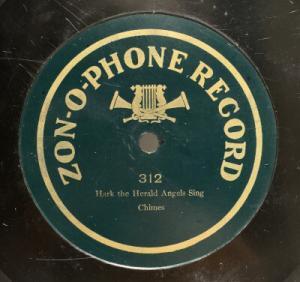 ZON-O-PHONE RECORD
312
Hark the Herald Angels Sing
Chimes